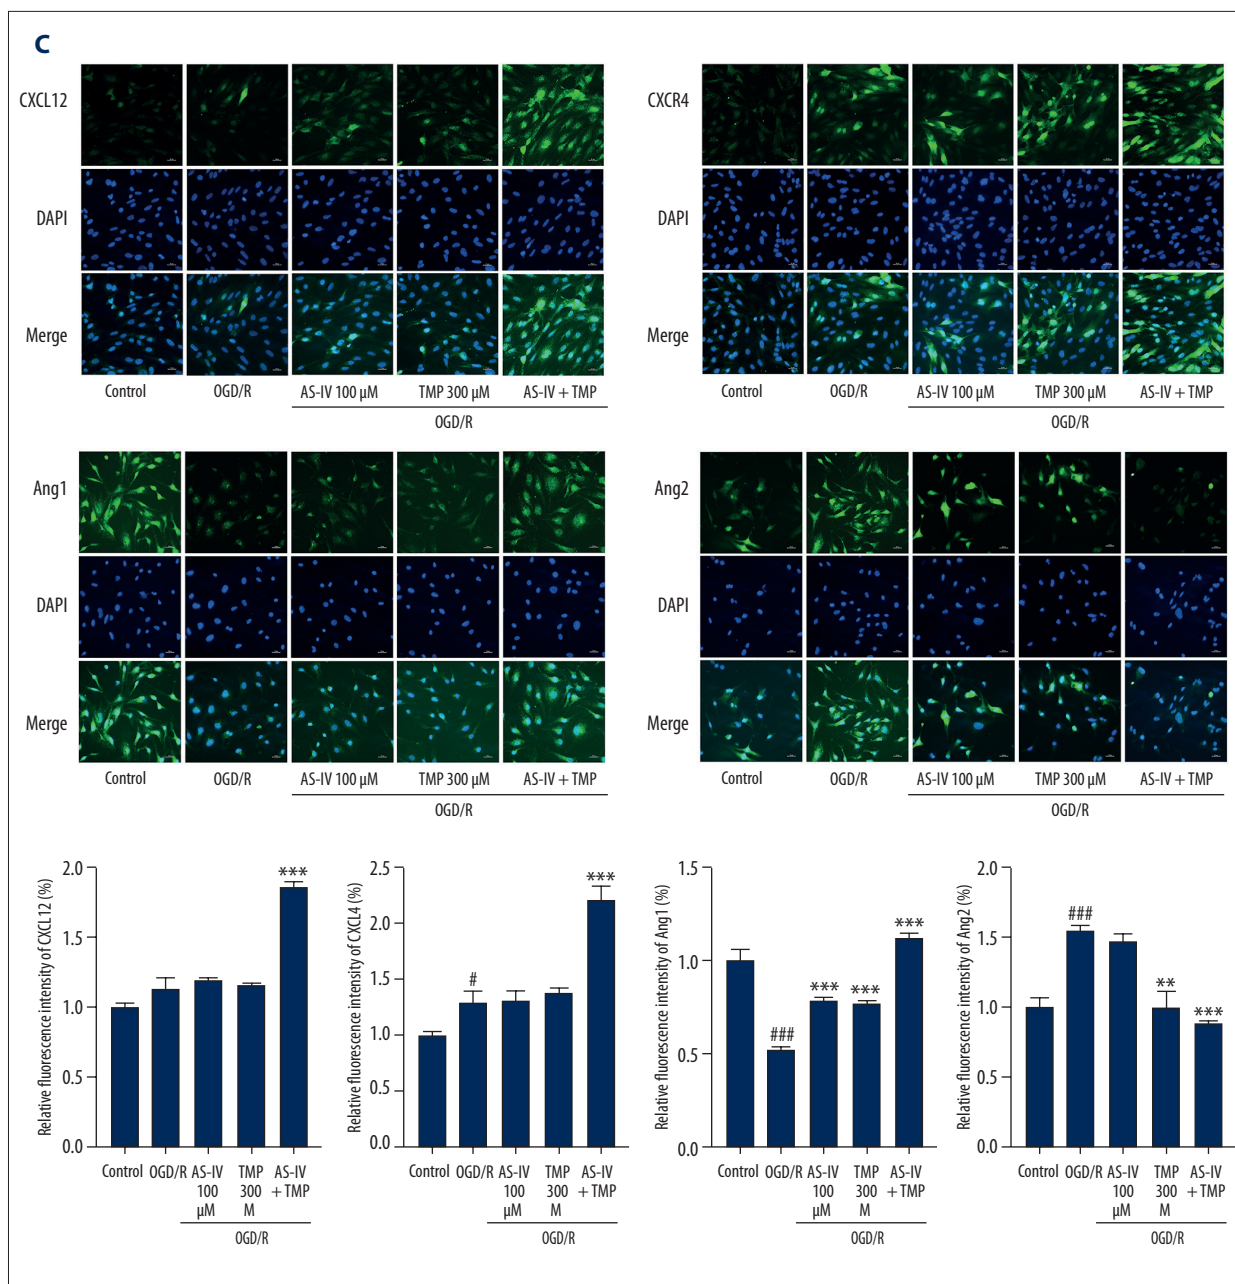 C
CXCL12
DAPI
Merge
Control OGD/R AS-IV 100 µM TMP 300 µM AS-IV + TMP
OGD/R
CXCR4
DAPI
Merge
Control OGD/R AS-IV 100 µM TMP 300 µM AS-IV + TMP
OGD/R
Ang1
DAPI
Merge
Control OGD/R AS-IV 100 µM TMP 300 µM AS-IV + TMP
OGD/R
Ang2
DAPI
Merge
Control OGD/R AS-IV 100 µM TMP 300 µM AS-IV + TMP
OGD/R
Relative fluorescence intensity of CXCL12 (%)
2.0
1.5
1.0
0.5
0.0
***
Control OGD/R AS-IV TMP AS-IV
100 300 + TMP
µM M
OGD/R
Relative fluorescence intensity of CXCL4 (%)
2.5
2.0
1.5
1.0
0.5
0.0
#
***
Control OGD/R AS-IV TMP AS-IV
100 300 + TMP
µM M
OGD/R
Relative fluorescence intensity of Ang1 (%)
1.5
1.0
0.5
0.0
###
***
***
***
Control OGD/R AS-IV TMP AS-IV
100 300 + TMP
µM M
OGD/R
Relative fluorescence intensity of Ang2 (%)
2.0
1.5
1.0
0.5
0.0
###
**
***
Control OGD/R AS-IV TMP AS-IV
100 300 + TMP
µM M
OGD/R